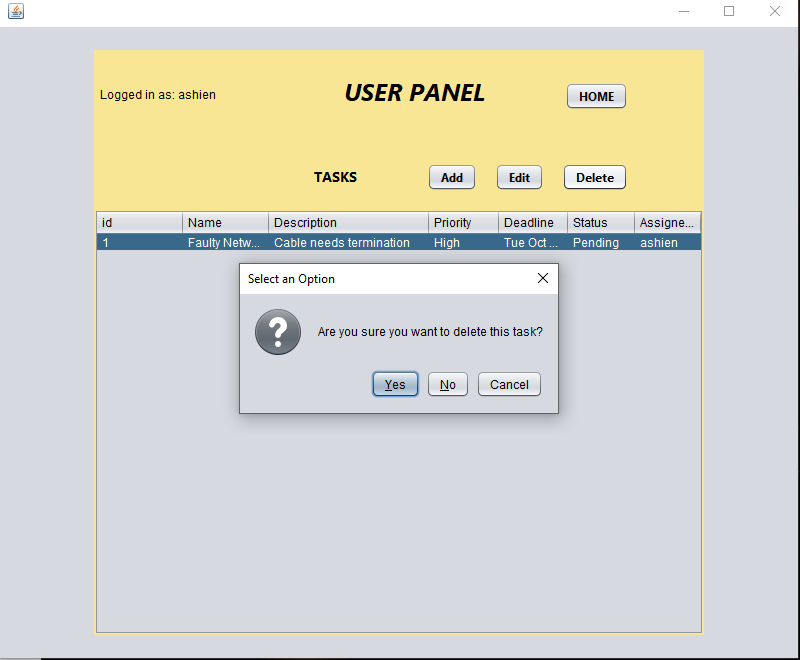 Logged in as: ashien
USER PANEL
HOME
TASKS
Add
Edit
Delete
id Name Description Priority Deadline Status Assigne...
1 Faulty Netw... Cable needs termination High Tue Oct ... Pending ashien
Select an Option
?
Are you sure you want to delete this task?
Yes
No
Cancel